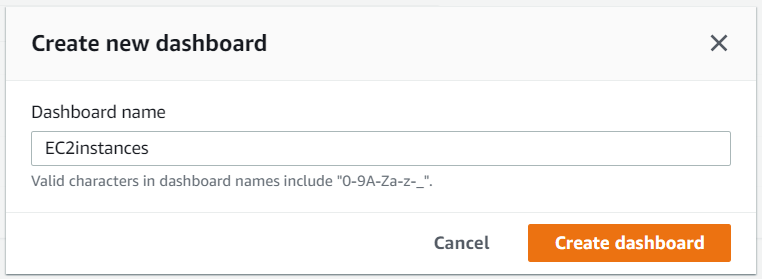 Create new dashboard
Dashboard name
EC2instances
Valid characters in dashboard names include "0-9A-Za-z-_".
Cancel
Create dashboard